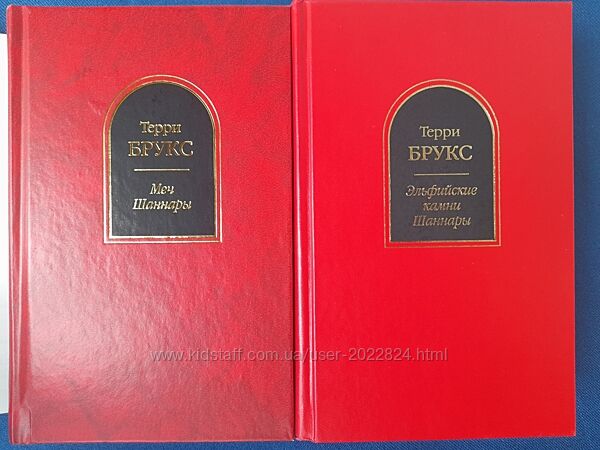 Терри
БРУКС
Меч
Шаннары
Терри
БРУКС
Эльфийские
камни
Шаннары
www.kidstaff.com.ua/user-2022824.html